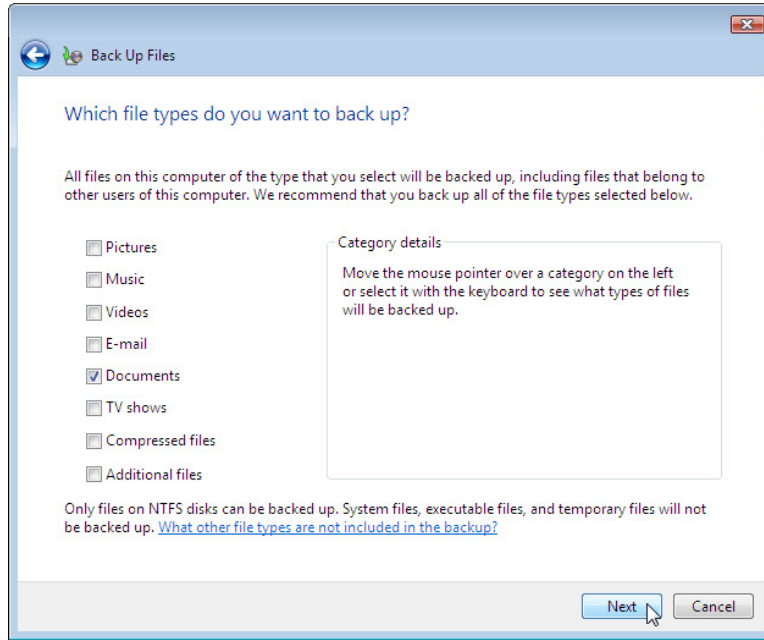 Back Up Files
Which file types do you want to back up?
All files on this computer of the type that you select will be backed up, including files that belong to
other users of this computer. We recommend that you back up all of the file types selected below.
Pictures
Music
Videos
E-mail
Documents
TV shows
Compressed files
Additional files
Category details
Move the mouse pointer over a category on the left
or select it with the keyboard to see what types of files
will be backed up.
Only files on NTFS disks can be backed up. System files, executable files, and temporary files will not
be backed up. What other file types are not included in the backup?
Next
Cancel